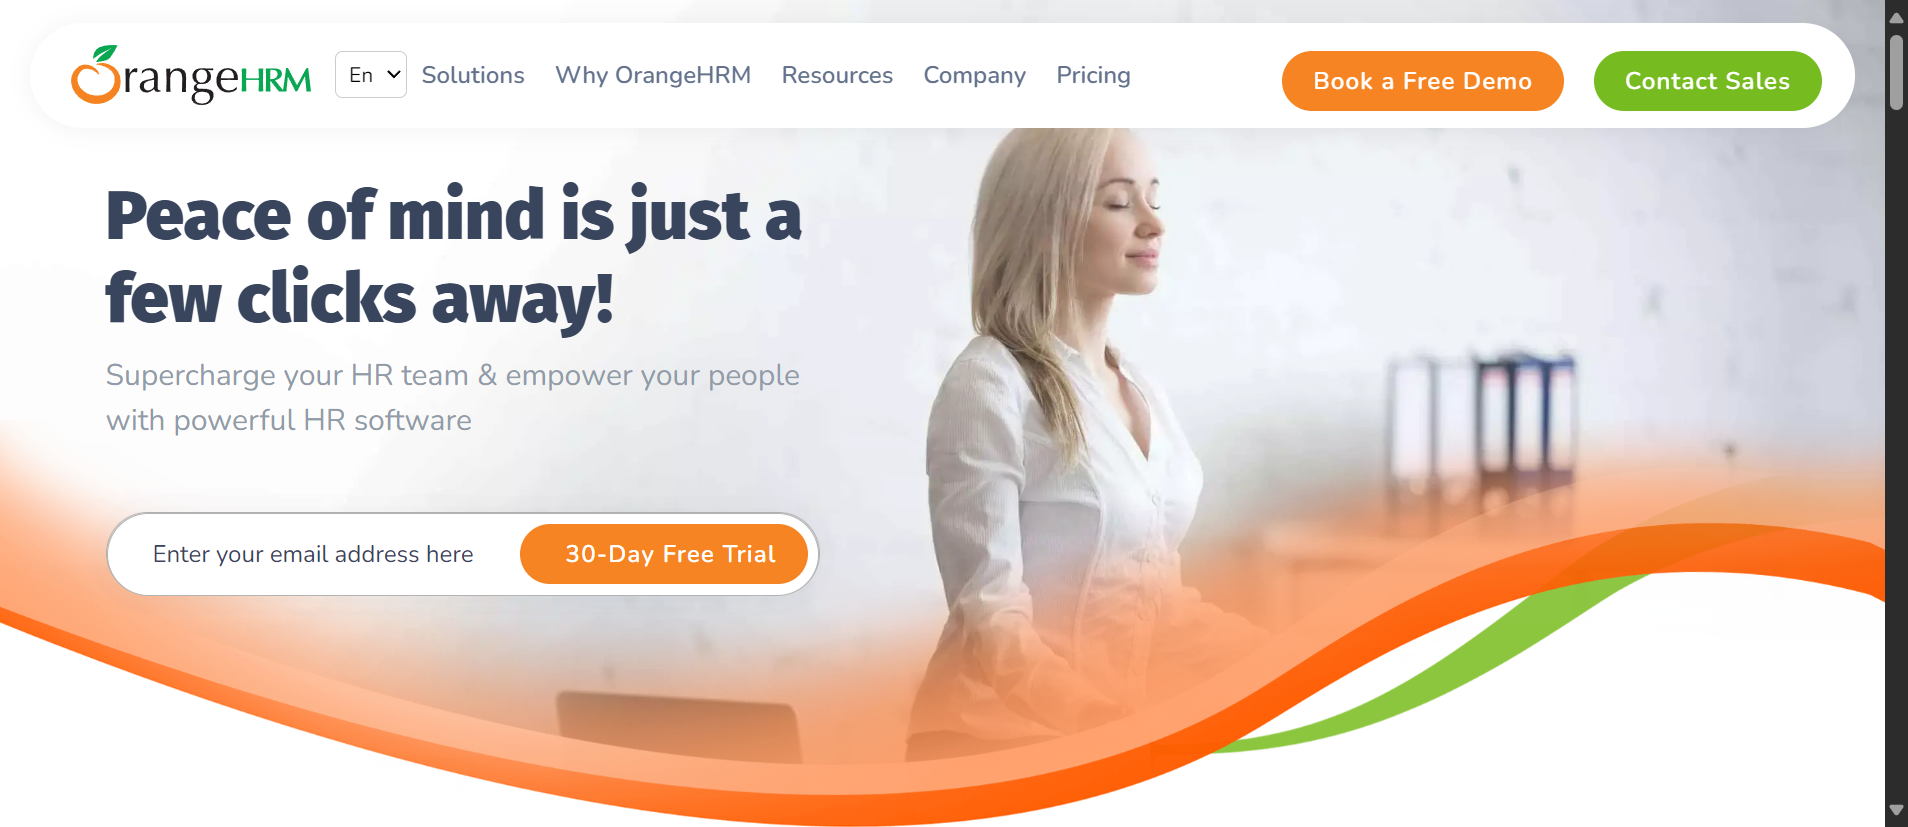 OrangeHRM
En
Solutions
Why OrangeHRM
Resources
Company
Pricing
Book a Free Demo
Contact Sales
Peace of mind is just a
few clicks away!
Supercharge your HR team & empower your people
with powerful HR software
Enter your email address here
30-Day Free Trial